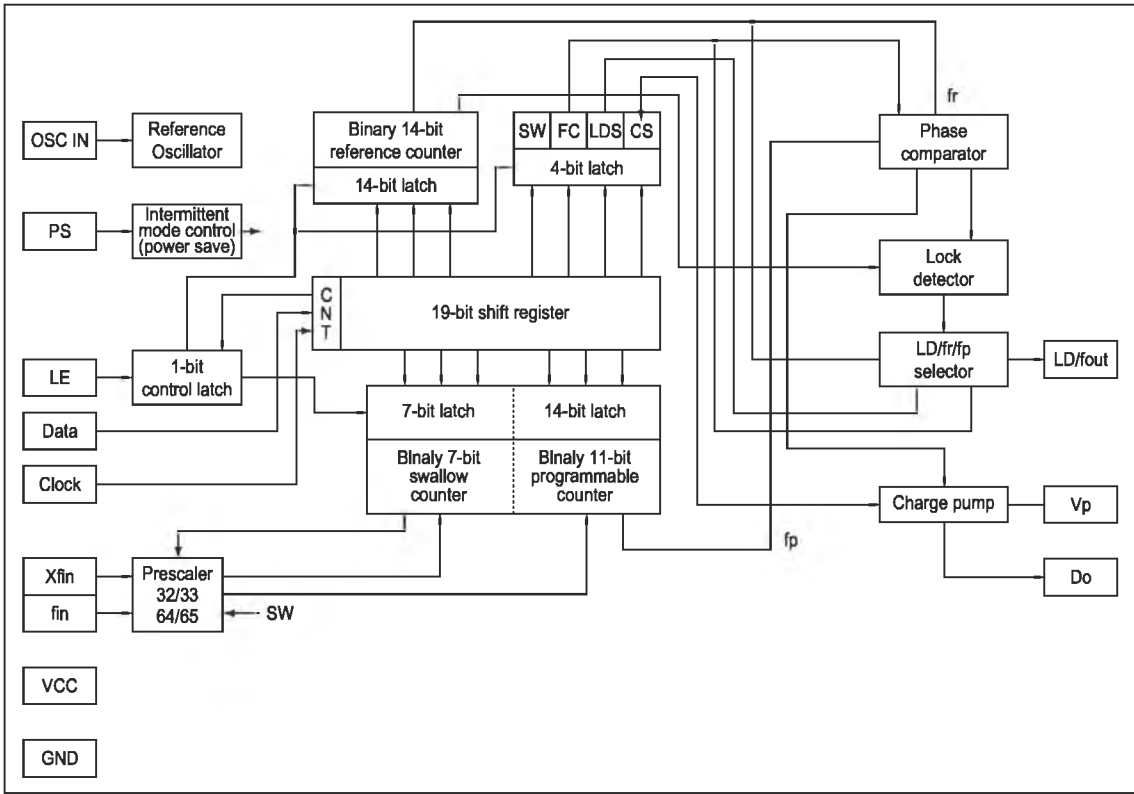 fr
OSC IN
Reference
Oscillator
Binary 14-bit
reference counter
14-bit latch
SW
FC
LDS
CS
4-bit latch
Phase
comparator
PS
Intermittent
mode control
(power save)
Lock
detector
C
N
T
19-bit shift register
LE
1-bit
control latch
LD/fr/fp
selector
LD/fout
Data
Clock
7-bit latch
14-bit latch
BInaly 7-bit
swallow
counter
BInaly 11-bit
programmable
counter
Charge pump
Vp
fp
Do
Xfin
fin
Prescaler
32/33
64/65
SW
VCC
GND